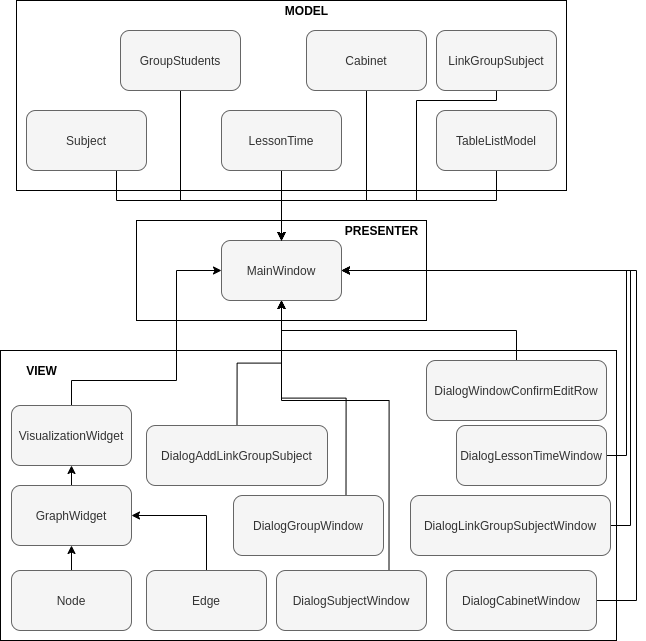 MODEL
GroupStudents
Cabinet
LinkGroupSubject
Subject
LessonTime
TableListModel
PRESENTER
MainWindow
VIEW
DialogWindowConfirmEditRow
VisualizationWidget
DialogAddLinkGroupSubject
DialogLessonTimeWindow
GraphWidget
DialogGroupWindow
DialogLinkGroupSubjectWindow
Node
Edge
DialogSubjectWindow
DialogCabinetWindow